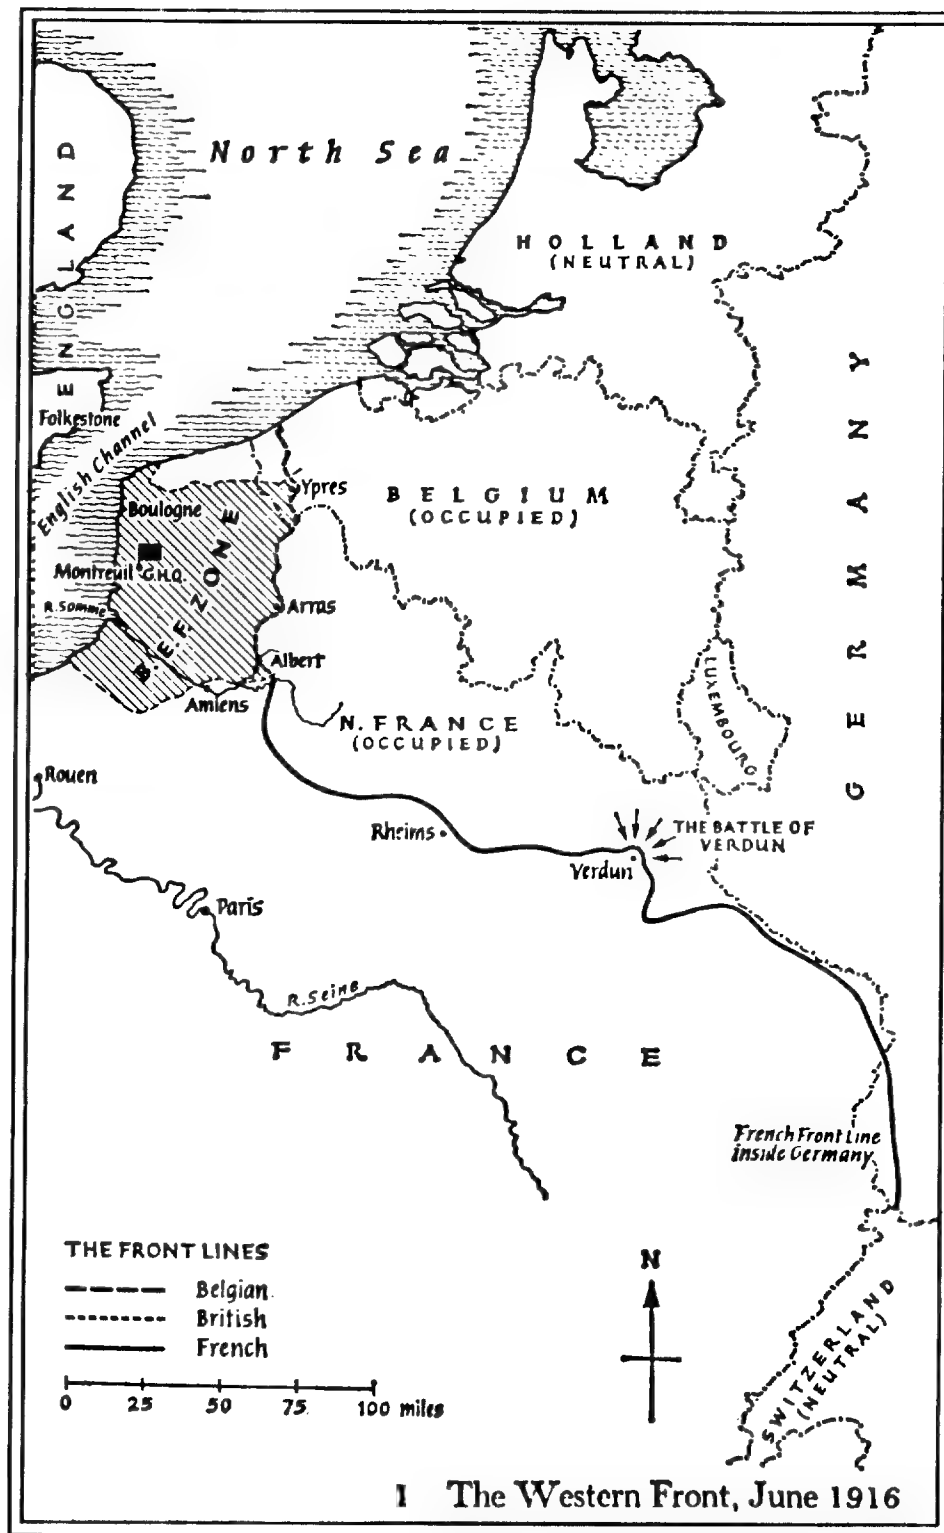 North Sea
ENGLAND
HOLLAND
(NEUTRAL)
GERMANY
Folkestone
English Channel
Ypres
BELGIUM
(OCCUPIED)
Boulogne
B.E.F. ZONE
Montreuil G.H.Q.
R. Somme
Arras
Albert
LUXEMBOURG
Amiens
N. FRANCE
(OCCUPIED)
Rouen
Rheims
THE BATTLE OF
VERDUN
Verdun
Paris
R. Seine
FRANCE
French Front Line
inside Germany
THE FRONT LINES
Belgian
British
French
N
0 25 50 75 100 miles
SWITZERLAND
(NEUTRAL)
1 The Western Front, June 1916